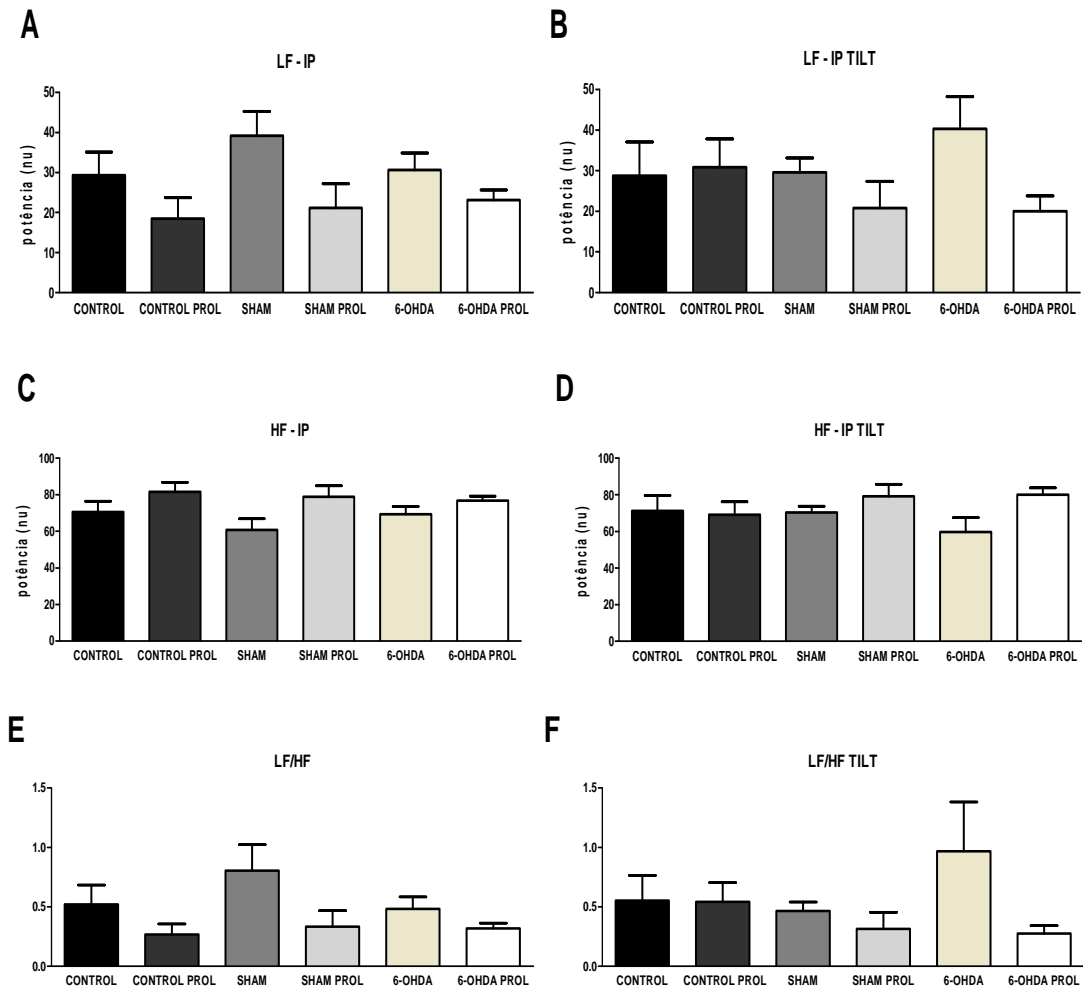 A
LF - IP
potência (nu)
50
40
30
20
10
0
CONTROL CONTROL PROL SHAM SHAM PROL 6-OHDA 6-OHDA PROL
B
LF - IP TILT
potência (nu)
50
40
30
20
10
0
CONTROL CONTROL PROL SHAM SHAM PROL 6-OHDA 6-OHDA PROL
C
HF - IP
potência (nu)
100
80
60
40
20
0
CONTROL CONTROL PROL SHAM SHAM PROL 6-OHDA 6-OHDA PROL
D
HF - IP TILT
potência (nu)
100
80
60
40
20
0
CONTROL CONTROL PROL SHAM SHAM PROL 6-OHDA 6-OHDA PROL
E
LF/HF
1.5
1.0
0.5
0.0
CONTROL CONTROL PROL SHAM SHAM PROL 6-OHDA 6-OHDA PROL
F
LF/HF TILT
1.5
1.0
0.5
0.0
CONTROL CONTROL PROL SHAM SHAM PROL 6-OHDA 6-OHDA PROL